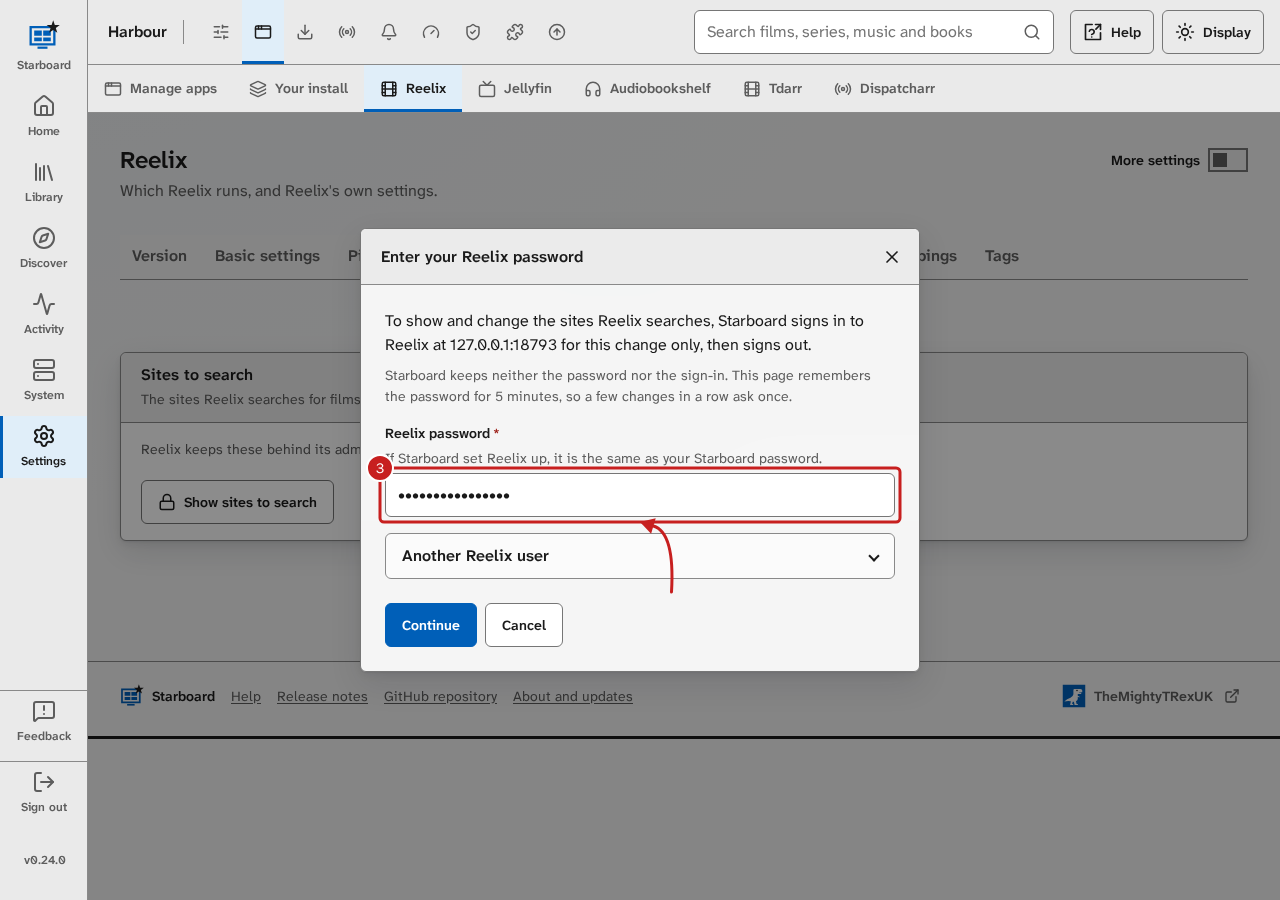 Starboard
Home
Library
Discover
Activity
System
Settings
Feedback
Sign out
v0.24.0
Harbour
Search films, series, music and books
Help
Display
Manage apps
Your install
Reelix
Jellyfin
Audiobookshelf
Tdarr
Dispatcharr
Reelix
Which Reelix runs, and Reelix's own settings.
More settings
Version
Basic settings
Tags
Sites to search
The sites Reelix searches for films
Reelix keeps these behind its
Show sites to search
Enter your Reelix password
To show and change the sites Reelix searches, Starboard signs in to
Reelix at 127.0.0.1:18793 for this change only, then signs out.
Starboard keeps neither the password nor the sign-in. This page remembers
the password for 5 minutes, so a few changes in a row ask once.
Reelix password *
If Starboard set Reelix up, it is the same as your Starboard password.
3
••••••••••••••••
Another Reelix user
Continue
Cancel
Starboard
Help
Release notes
GitHub repository
About and updates
TheMightyTRexUK